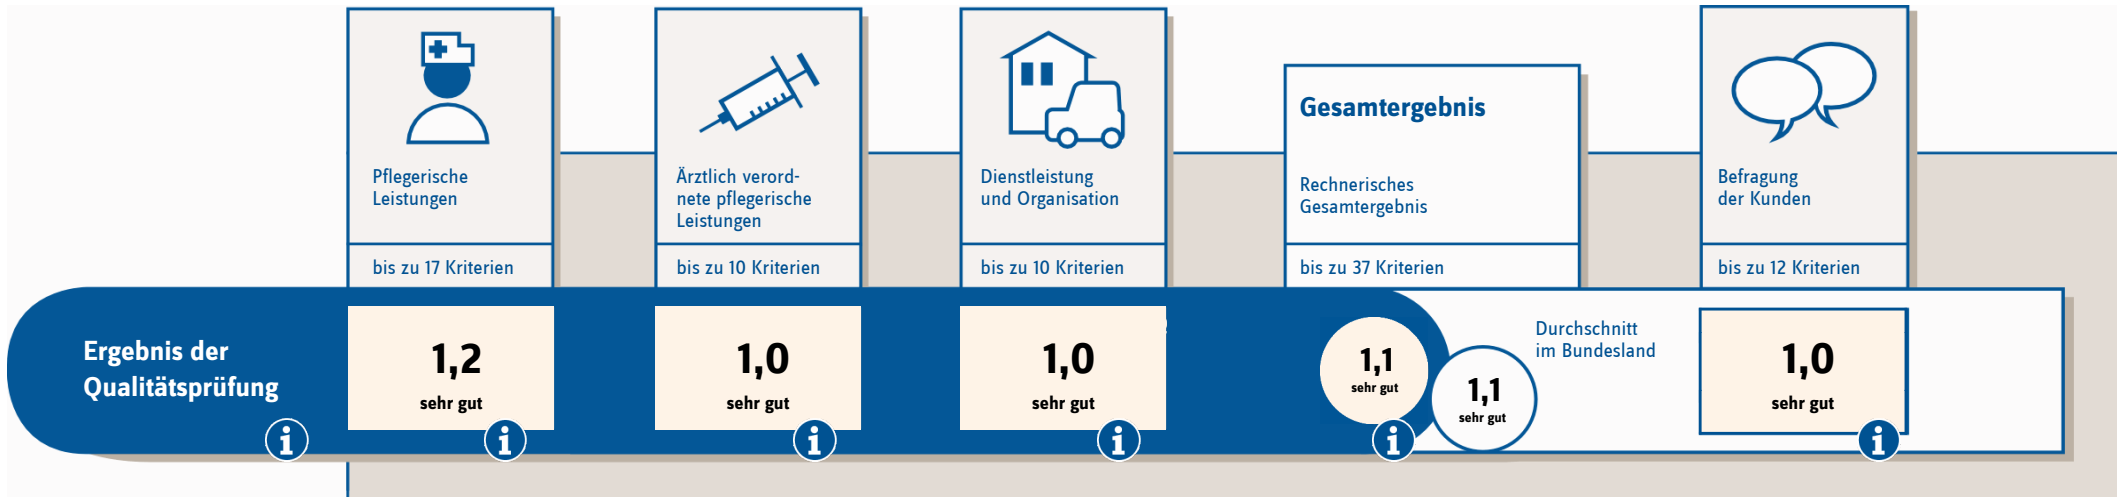 Pflegerische
Leistungen
bis zu 17 Kriterien
Ärztlich verord-
nete pflegerische
Leistungen
bis zu 10 Kriterien
Dienstleistung
und Organisation
bis zu 10 Kriterien
Gesamtergebnis
Rechnerisches
Gesamtergebnis
bis zu 37 Kriterien
Befragung
der Kunden
bis zu 12 Kriterien
Ergebnis der
Qualitätsprüfung
i
1,2
sehr gut
i
1,0
sehr gut
i
1,0
sehr gut
i
1,1
sehr gut
i
1,1
sehr gut
Durchschnitt
im Bundesland
1,0
sehr gut
i